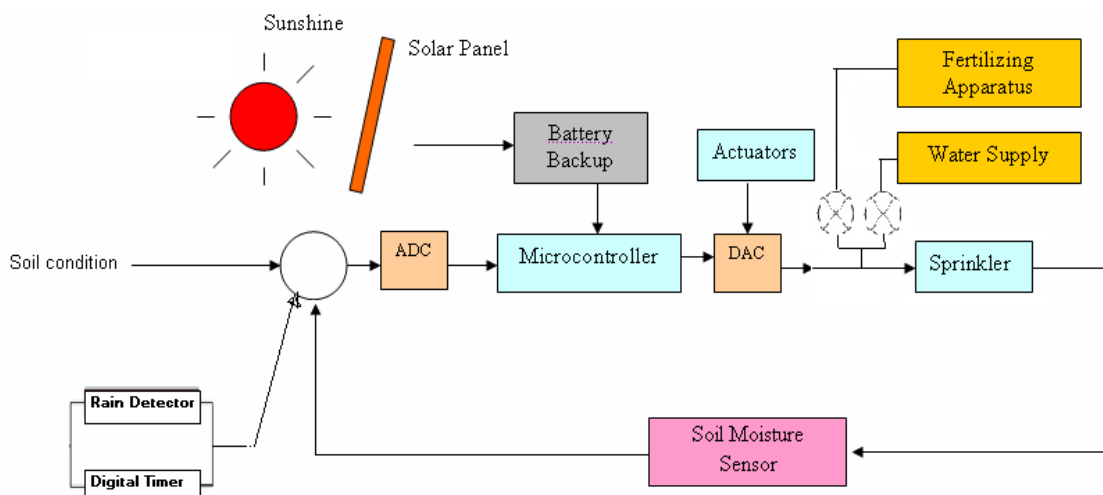 Sunshine
Solar Panel
Fertilizing
Apparatus
Battery
Backup
Actuators
Water Supply
Soil condition
ADC
Microcontroller
DAC
Sprinkler
Rain Detector
Digital Timer
Soil Moisture
Sensor